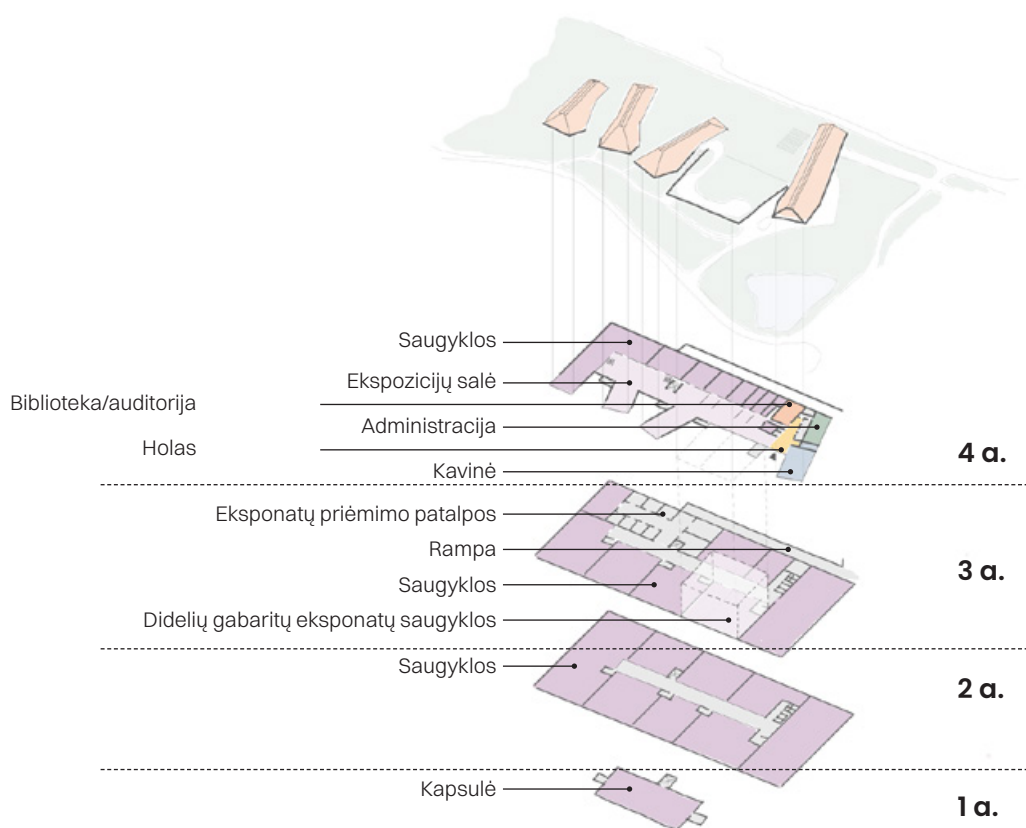 Saugyklos
Ekspozicijų salė
Biblioteka/auditorija
Administracija
Holas
4 a.
Kavinė
Eksponatų priėmimo patalpos
Rampa
3 a.
Saugyklos
Didelių gabaritų eksponatų saugyklos
Saugyklos
2 a.
Kapsulė
1 a.